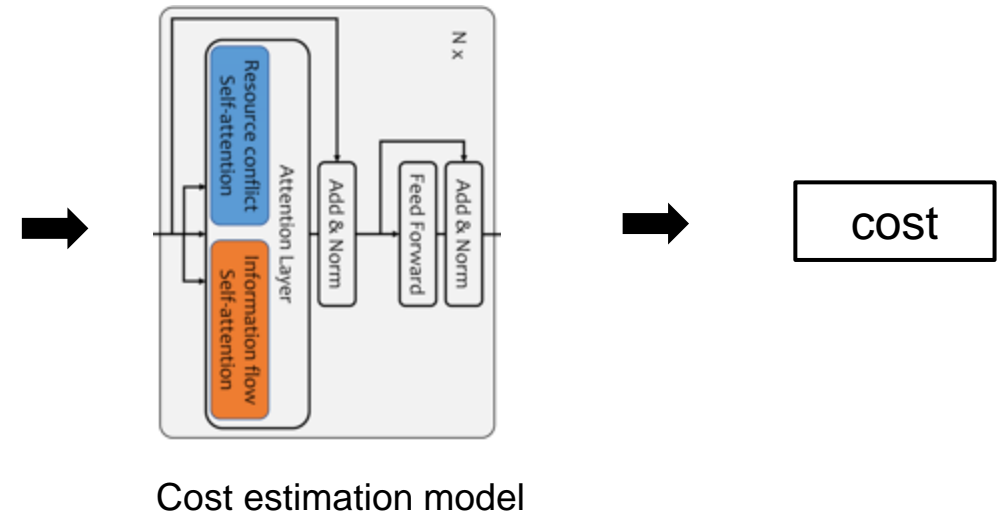 N x
Resource conflict
Self-attention
Information flow
Self-attention
Attention Layer
Add & Norm
Feed Forward
Add & Norm
cost
Cost estimation model